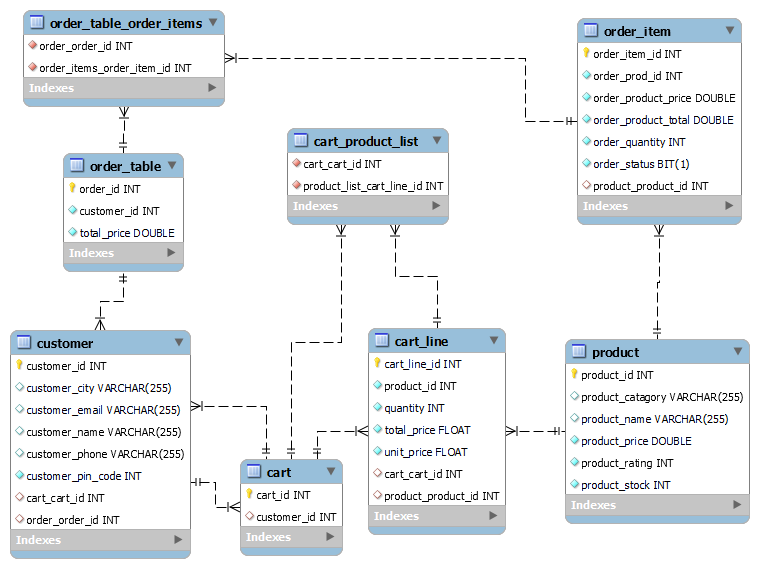 order_table_order_items
order_order_id INT
order_items_order_item_id INT
Indexes
order_item
order_item_id INT
order_prod_id INT
order_product_price DOUBLE
order_product_total DOUBLE
order_quantity INT
order_status BIT(1)
product_product_id INT
Indexes
cart_product_list
cart_cart_id INT
product_list_cart_line_id INT
Indexes
order_table
order_id INT
customer_id INT
total_price DOUBLE
Indexes
customer
customer_id INT
customer_city VARCHAR(255)
customer_email VARCHAR(255)
customer_name VARCHAR(255)
customer_phone VARCHAR(255)
customer_pin_code INT
cart_cart_id INT
order_order_id INT
Indexes
cart_line
cart_line_id INT
product_id INT
quantity INT
total_price FLOAT
unit_price FLOAT
cart_cart_id INT
product_product_id INT
Indexes
product
product_id INT
product_catagory VARCHAR(255)
product_name VARCHAR(255)
product_price DOUBLE
product_rating INT
product_stock INT
Indexes
cart
cart_id INT
customer_id INT
Indexes